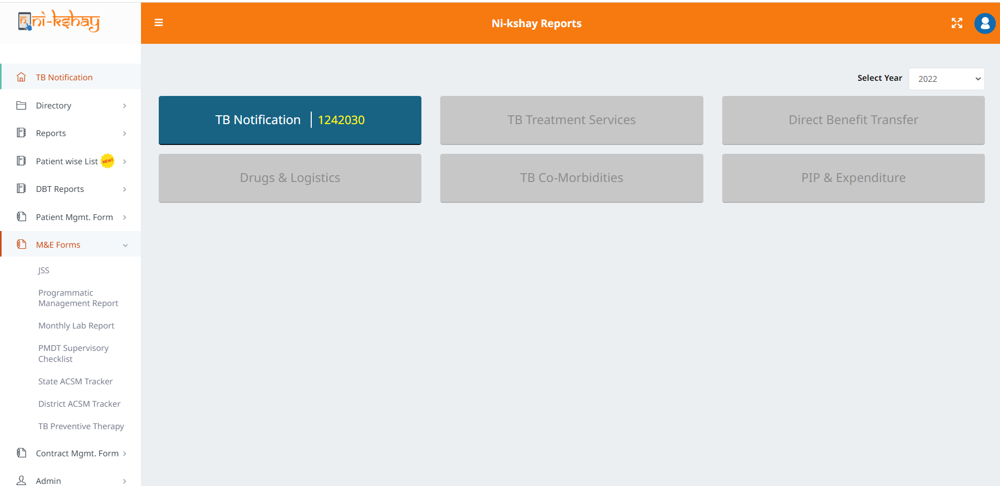 ni-kshay
Ni-kshay Reports
TB Notification
Directory
Reports
Patient wise List NEW!
DBT Reports
Patient Mgmt. Form
M&E Forms
JSS
Programmatic
Management Report
Monthly Lab Report
PMDT Supervisory
Checklist
State ACSM Tracker
District ACSM Tracker
TB Preventive Therapy
Contract Mgmt. Form
Admin
Select Year 2022
TB Notification 1242030
TB Treatment Services
Direct Benefit Transfer
Drugs & Logistics
TB Co-Morbidities
PIP & Expenditure